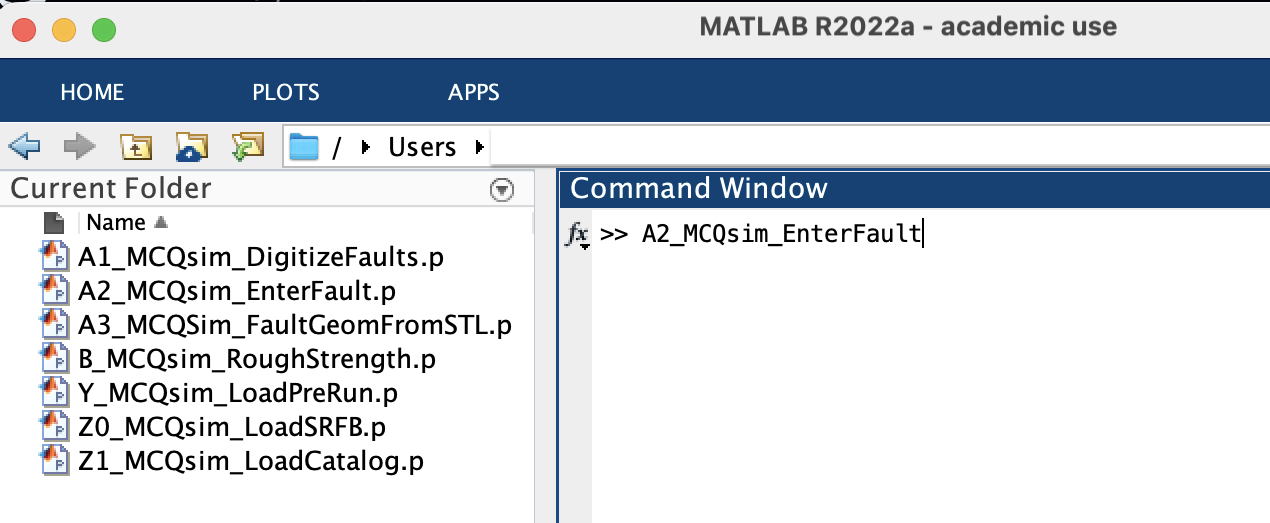 MATLAB R2022a - academic use
HOME PLOTS APPS
/ Users
Current Folder
Name
A1_MCQsim_DigitizeFaults.p
A2_MCQsim_EnterFault.p
A3_MCQSim_FaultGeomFromSTL.p
B_MCQsim_RoughStrength.p
Y_MCQsim_LoadPreRun.p
Z0_MCQsim_LoadSRFB.p
Z1_MCQsim_LoadCatalog.p
Command Window
fx >> A2_MCQsim_EnterFault